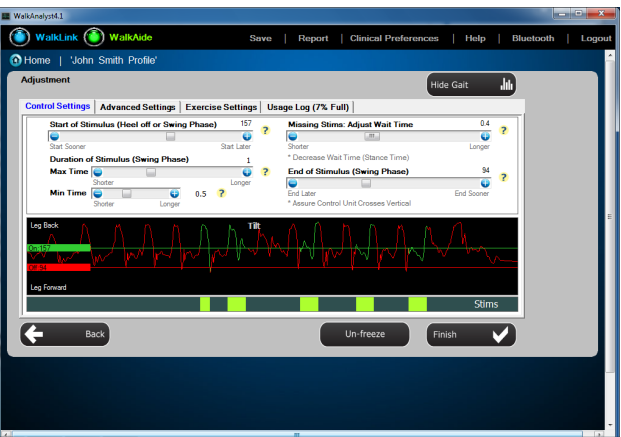 WalkAnalyst4.1
WalkLink WalkAide Save | Report | Clinical Preferences | Help | Bluetooth | Logout
Home | 'John Smith Profile'
Adjustment
Hide Gait
Control Settings Advanced Settings Exercise Settings Usage Log (7% Full)
Start of Stimulus (Heel off or Swing Phase) 157 ?
Start Sooner Start Later
Duration of Stimulus (Swing Phase) 1
Max Time ?
Shorter Longer
Min Time 0.5 ?
Shorter Longer
Missing Stims: Adjust Wait Time 0.4 ?
Shorter Longer
* Decrease Wait Time (Stance Time)
End of Stimulus (Swing Phase) 94 ?
End Later End Sooner
* Assure Control Unit Crosses Vertical
Leg Back Tilt
On:157
Off:94
Leg Forward
Stims
Back Un-freeze Finish